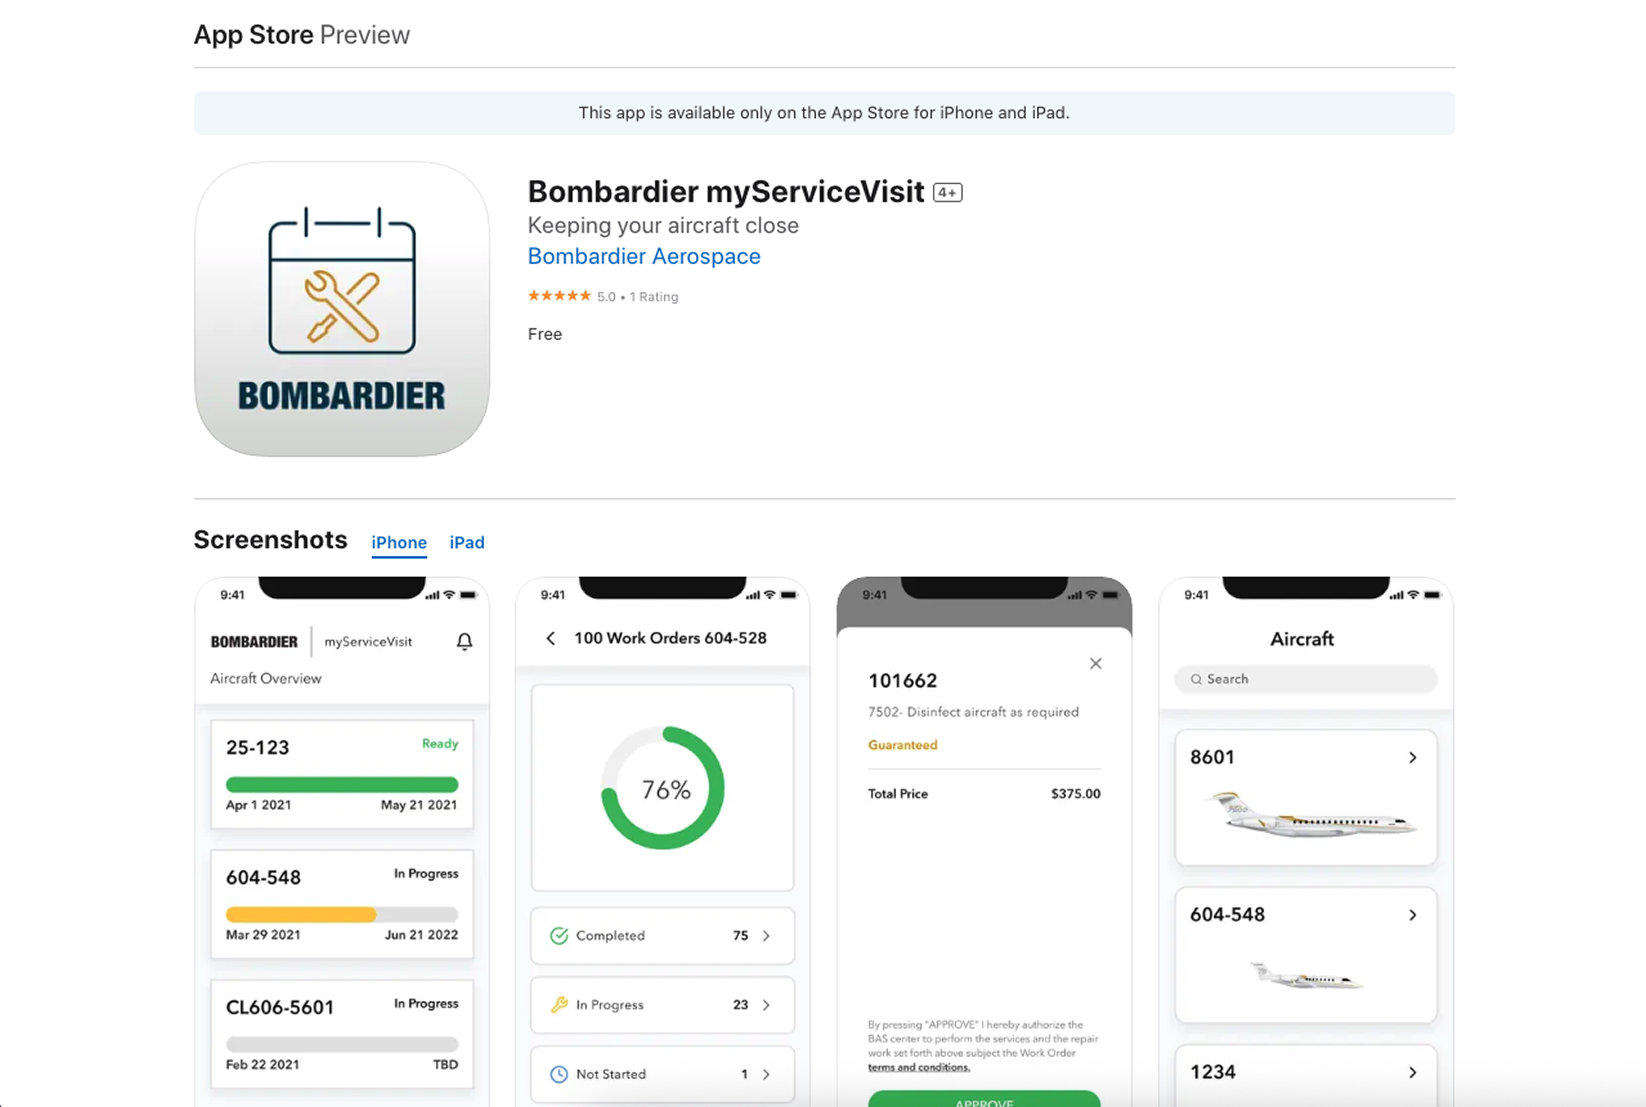 App Store Preview
This app is available only on the App Store for iPhone and iPad.
BOMBARDIER
Bombardier myServiceVisit 4+
Keeping your aircraft close
Bombardier Aerospace
5.0 • 1 Rating
Free
Screenshots iPhone iPad
9:41
BOMBARDIER myServiceVisit
Aircraft Overview
25-123 Ready
Apr 1 2021 May 21 2021
604-548 In Progress
Mar 29 2021 Jun 21 2022
CL606-5601 In Progress
Feb 22 2021 TBD
9:41
100 Work Orders 604-528
76%
Completed 75
In Progress 23
Not Started 1
9:41
101662
7502- Disinfect aircraft as required
Guaranteed
Total Price $375.00
By pressing "APPROVE" I hereby authorize the
BAS center to perform the services and the repair
work set forth above subject the Work Order
terms and conditions.
APPROVE
9:41
Aircraft
Search
8601
604-548
1234